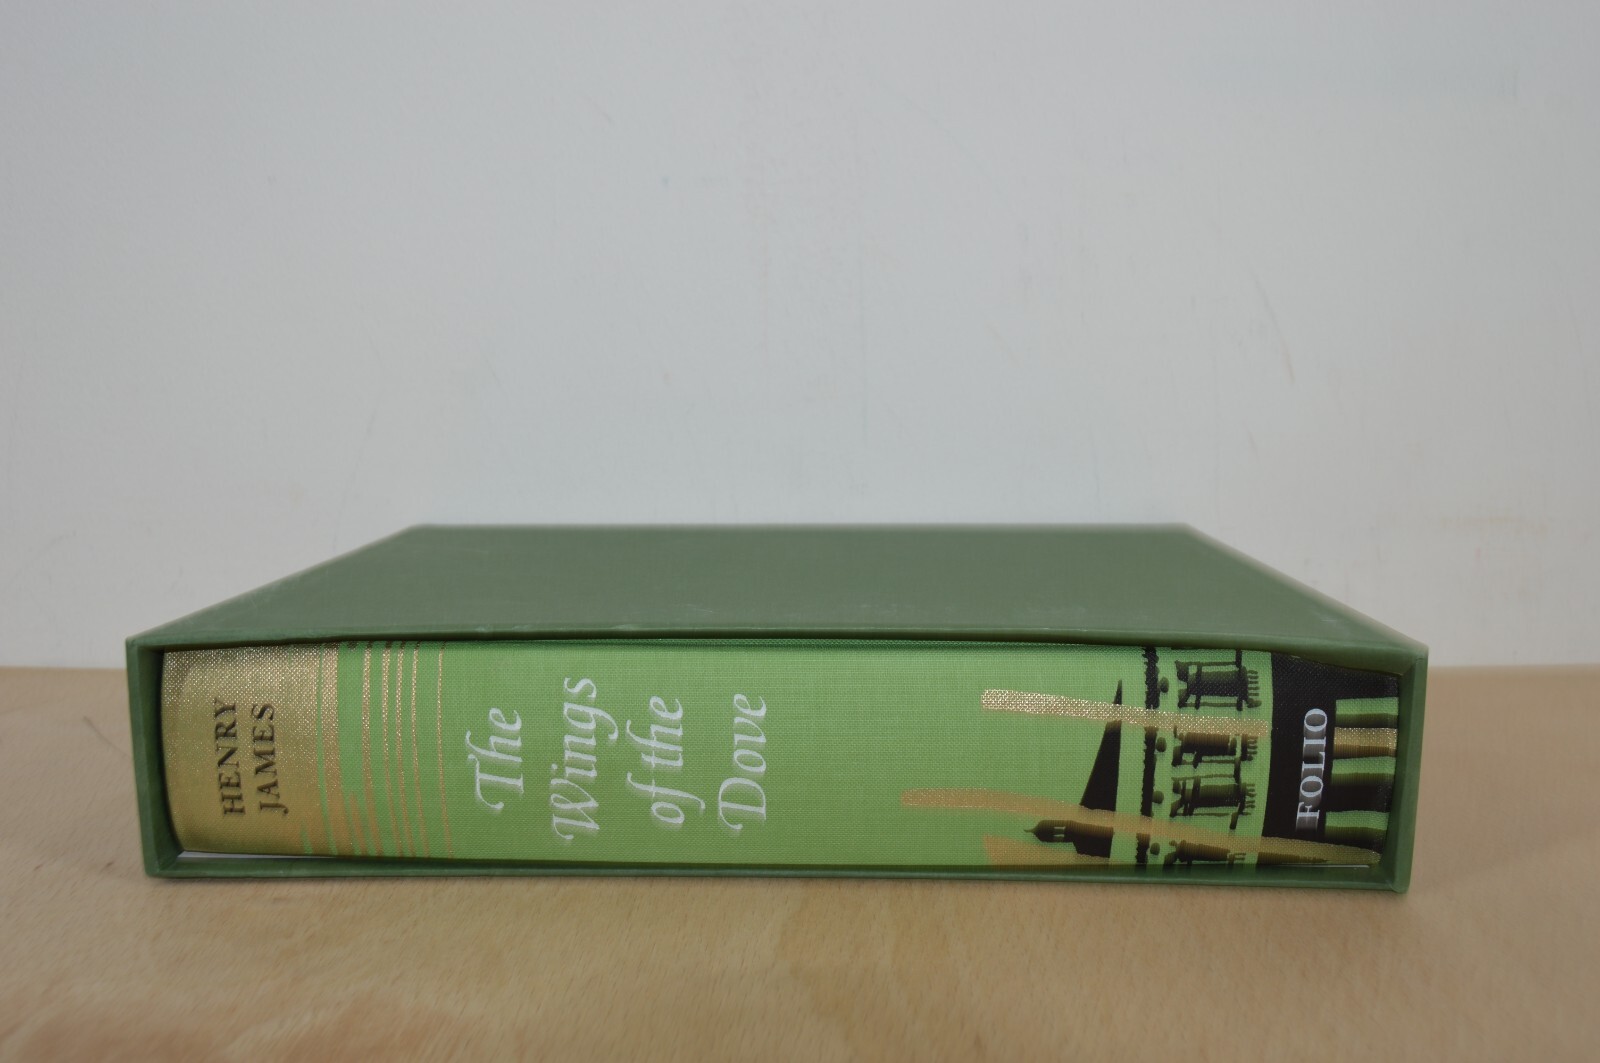 HENRY
JAMES
The
Wings
of the
Dove
FOLIO